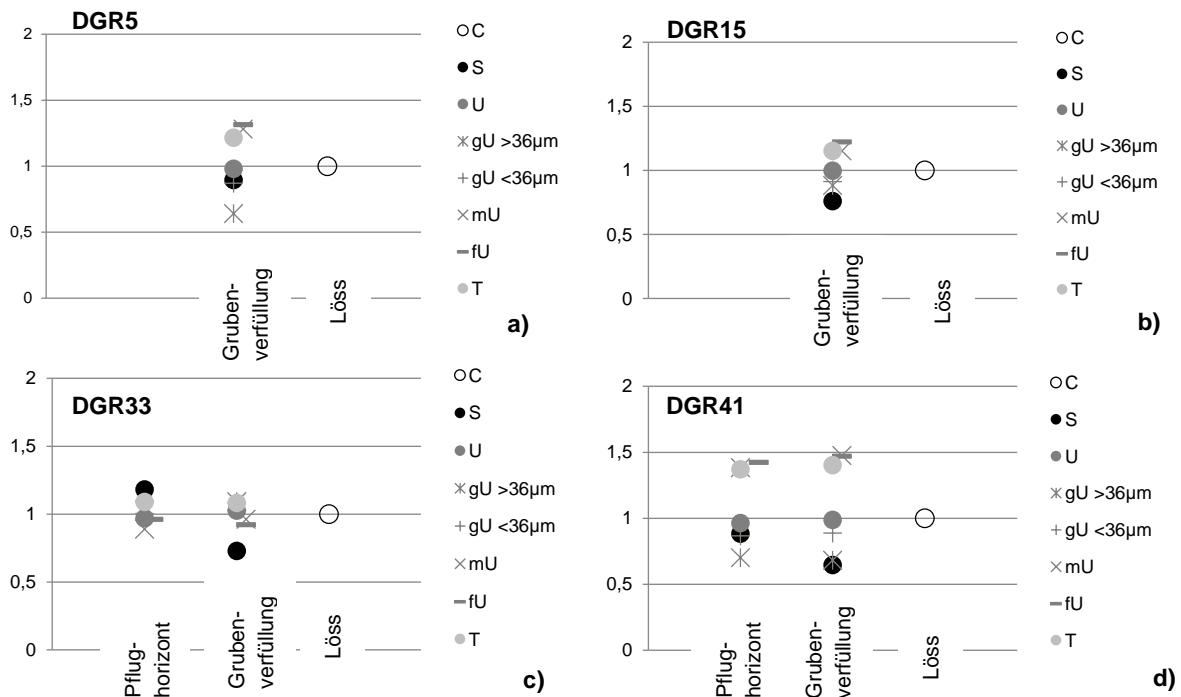 DGR5
2
1,5
1
0,5
0
Gruben-
verfüllung
Löss
C
S
U
gU >36µm
gU <36µm
mU
fU
T
a)
DGR15
2
1,5
1
0,5
0
Gruben-
verfüllung
Löss
C
S
U
gU >36µm
gU <36µm
mU
fU
T
b)
DGR33
2
1,5
1
0,5
0
Pflug-
horizont
Gruben-
verfüllung
Löss
C
S
U
gU >36µm
gU <36µm
mU
fU
T
c)
DGR41
2
1,5
1
0,5
0
Pflug-
horizont
Gruben-
verfüllung
Löss
C
S
U
gU >36µm
gU <36µm
mU
fU
T
d)